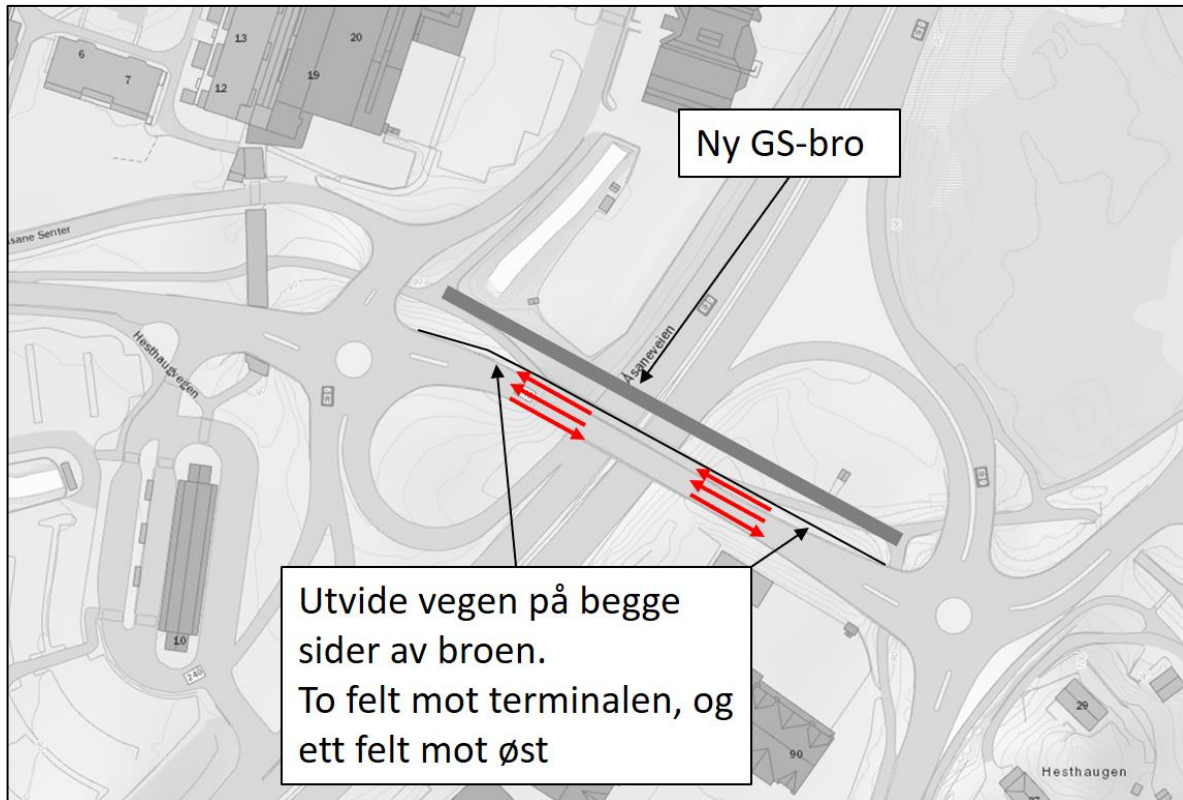 13
20
6
7
12
19
Ny GS-bro
Åsane Senter
90
Hesthaugvegen
Åsaneveien
Utvide vegen på begge
sider av broen.
To felt mot terminalen, og
ett felt mot øst
10
240
90
29
Hesthaugen